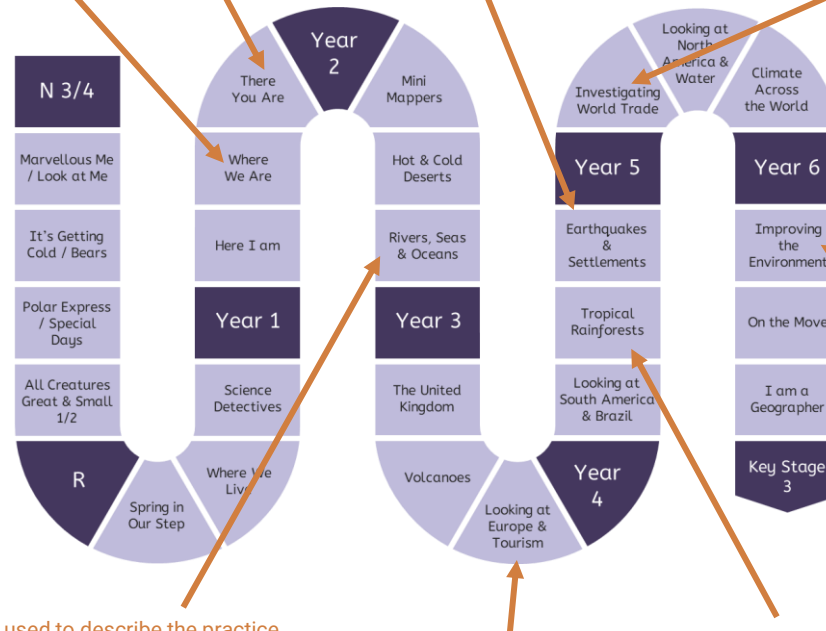 N 3/4
Marvellous Me
/ Look at Me
It's Getting
Cold / Bears
Polar Express
/ Special
Days
All Creatures
Great & Small
1/2
R
Spring in
Our Step
Where We
Live
Science
Detectives
Year 1
Here I am
Where
We Are
There
You Are
Year
2
Mini
Mappers
Hot & Cold
Deserts
Rivers, Seas
& Oceans
Year 3
The United
Kingdom
Volcanoes
Looking at
Europe &
Tourism
Year
4
Looking at
South America
& Brazil
Tropical
Rainforests
Earthquakes
&
Settlements
Year 5
Investigating
World Trade
Looking at
North
America &
Water
Climate
Across
the World
Year 6
Improving
the
Environment
On the Move
I am a
Geographer
Key Stage
3
used to describe the practice